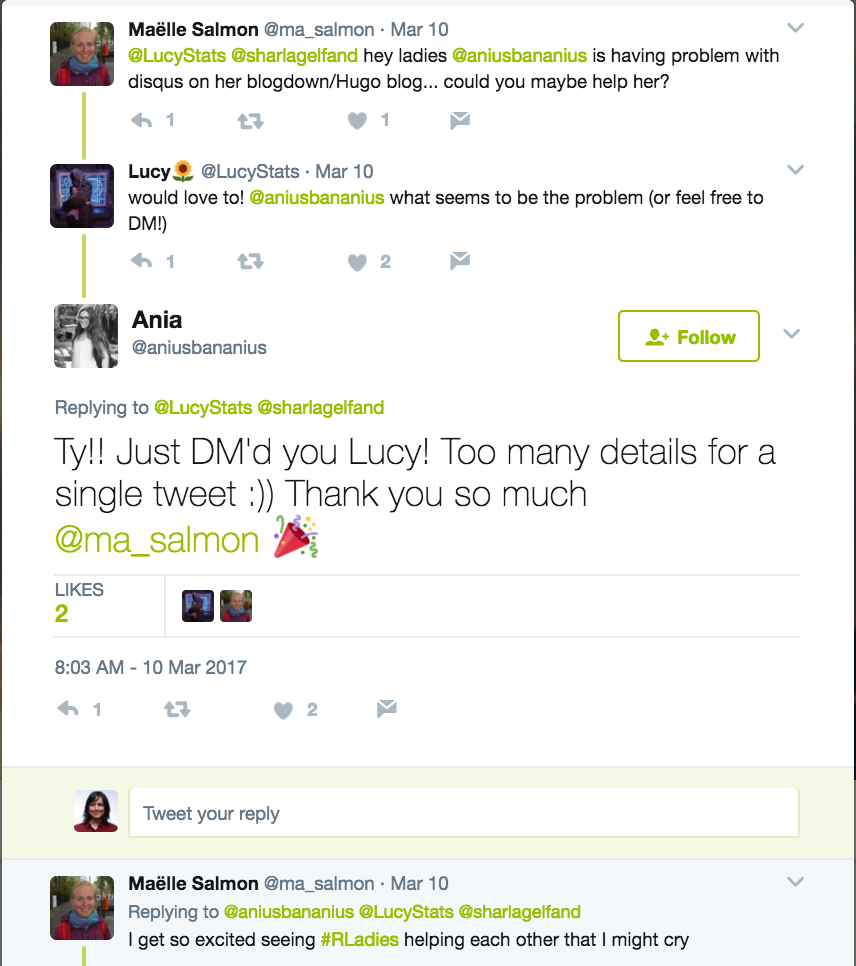 Maëlle Salmon @ma_salmon · Mar 10
@LucyStats @sharlagelfand hey ladies @aniusbananius is having problem with
disqus on her blogdown/Hugo blog... could you maybe help her?
1 1
Lucy🌻 @LucyStats · Mar 10
would love to! @aniusbananius what seems to be the problem (or feel free to
DM!)
1 2
Ania
@aniusbananius
Follow
Replying to @LucyStats @sharlagelfand
Ty!! Just DM'd you Lucy! Too many details for a
single tweet :)) Thank you so much
@ma_salmon 🎉
LIKES
2
8:03 AM - 10 Mar 2017
1 2
Tweet your reply
Maëlle Salmon @ma_salmon · Mar 10
Replying to @aniusbananius @LucyStats @sharlagelfand
I get so excited seeing #RLadies helping each other that I might cry